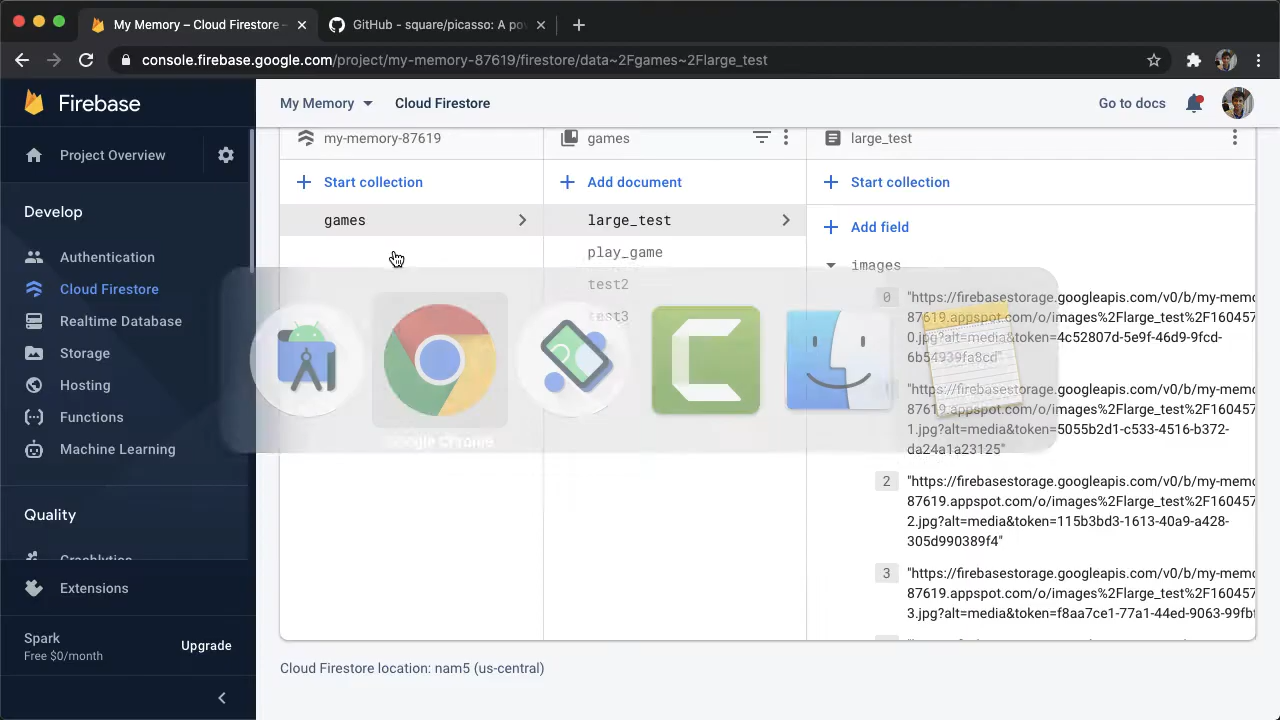 My Memory – Cloud Firestore -
GitHub - square/picasso: A pov
console.firebase.google.com/project/my-memory-87619/firestore/data~2Fgames~2Flarge_test
Firebase
My Memory
Cloud Firestore
Go to docs
Project Overview
Develop
Authentication
Cloud Firestore
Realtime Database
Storage
Hosting
Functions
Machine Learning
Quality
Crashlytics
Extensions
Spark
Free $0/month
Upgrade
my-memory-87619
Start collection
games
games
Add document
large_test
play_game
test2
test3
large_test
Start collection
Add field
images
0
"https://firebasestorage.googleapis.com/v0/b/my-memo
87619.appspot.com/o/images%2Flarge_test%2F160457
0.jpg?alt=media&token=4c52807d-5e9f-46d9-9fcd-
6b54939fa8cd"
"https://firebasestorage.googleapis.com/v0/b/my-memo
87619.appspot.com/o/images%2Flarge_test%2F160457
1.jpg?alt=media&token=5055b2d1-c533-4516-b372-
da24a1a23125"
2
"https://firebasestorage.googleapis.com/v0/b/my-memo
87619.appspot.com/o/images%2Flarge_test%2F160457
2.jpg?alt=media&token=115b3bd3-1613-40a9-a428-
305d990389f4"
3
"https://firebasestorage.googleapis.com/v0/b/my-memo
87619.appspot.com/o/images%2Flarge_test%2F160457
3.jpg?alt=media&token=f8aa7ce1-77a1-44ed-9063-99fb
Google Chrome
Cloud Firestore location: nam5 (us-central)